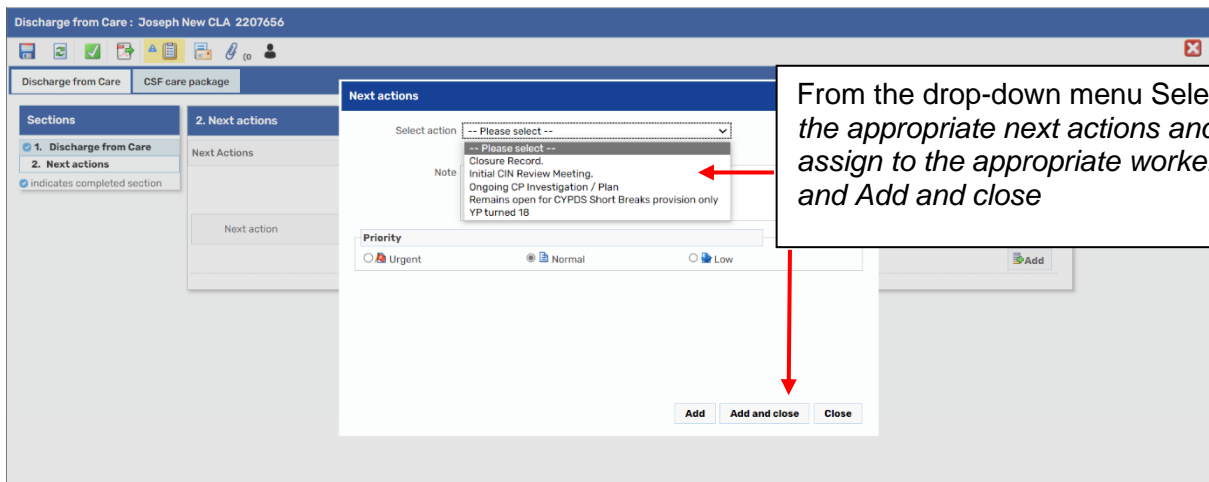 Discharge from Care : Joseph New CLA 2207656
(0
Discharge from Care CSF care package
Sections
1. Discharge from Care
2. Next actions
indicates completed section
2. Next actions
Next Actions
Next action
Add
Next actions
Select action -- Please select --
-- Please select --
Closure Record.
Initial CIN Review Meeting.
Ongoing CP Investigation / Plan
Remains open for CYPDS Short Breaks provision only
YP turned 18
Note
Priority
Urgent Normal Low
Add Add and close Close
From the drop-down menu Sele
the appropriate next actions and
assign to the appropriate worke
and Add and close